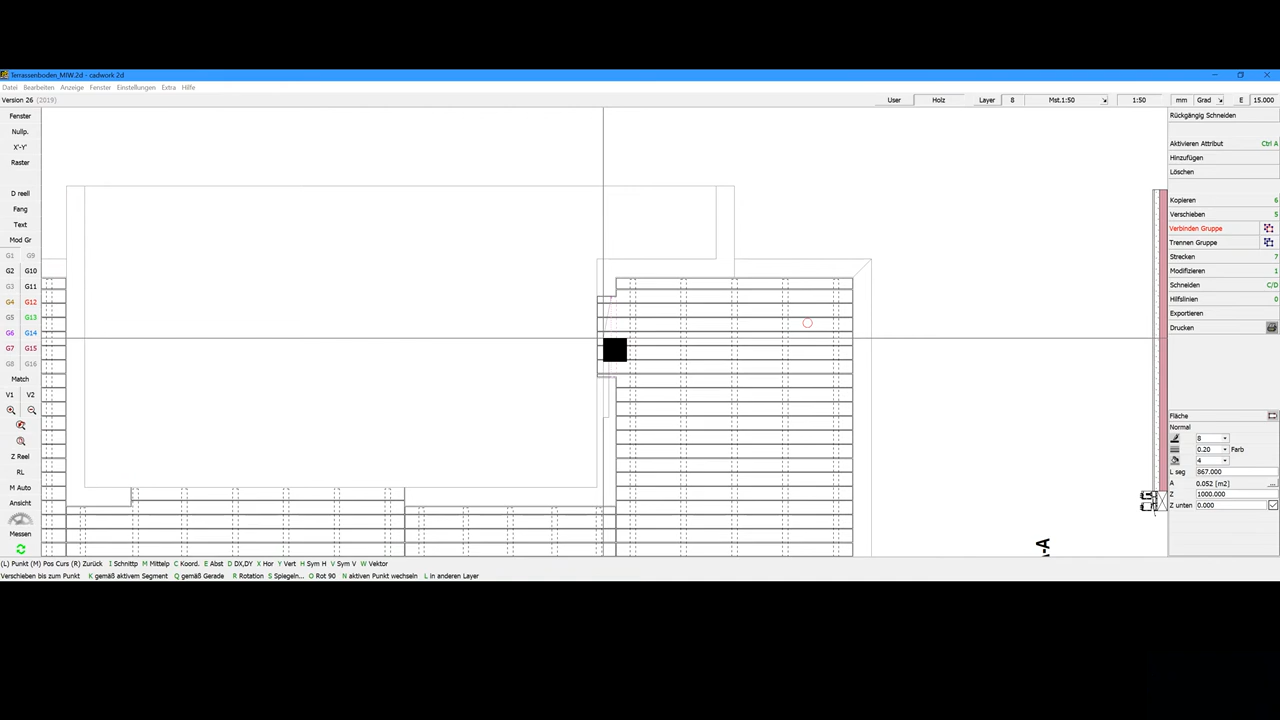 Terrassenboden_MIW.2d - cadwork 2d
Datei Bearbeiten Anzeige Fenster Einstellungen Extra Hilfe
Version 26 (2019) User Holz Layer 8 Mst.1:50 1:50 mm Grad E 15.000
Fenster
Nullp.
X'-Y'
Raster
D reell
Fang
Text
Mod Gr
G1 G9
G2 G10
G3 G11
G4 G12
G5 G13
G6 G14
G7 G15
G8 G16
Match
V1 V2
Z Reel
RL
M Auto
Ansicht
Messen
Rückgängig Schneiden
Aktivieren Attribut Ctrl A
Hinzufügen
Löschen
Kopieren 6
Verschieben 5
Verbinden Gruppe
Trennen Gruppe
Strecken 7
Modifizieren 1
Schneiden C/D
Hilfslinien 0
Exportieren
Drucken
Fläche
Normal
8
0.20 Farb
4
L seg 867.000
A 0.052 [m2] ...
Z 1000.000
Z unten 0.000
(L) Punkt (M) Pos Curs (R) Zurück I Schnittp M Mittelp C Koord. E Abst D DX,DY X Hor Y Vert H Sym H V Sym V W Vektor
Verschieben bis zum Punkt K gemäß aktivem Segment Q gemäß Gerade R Rotation S Spiegeln... O Rot 90 N aktiven Punkt wechseln L in anderen Layer